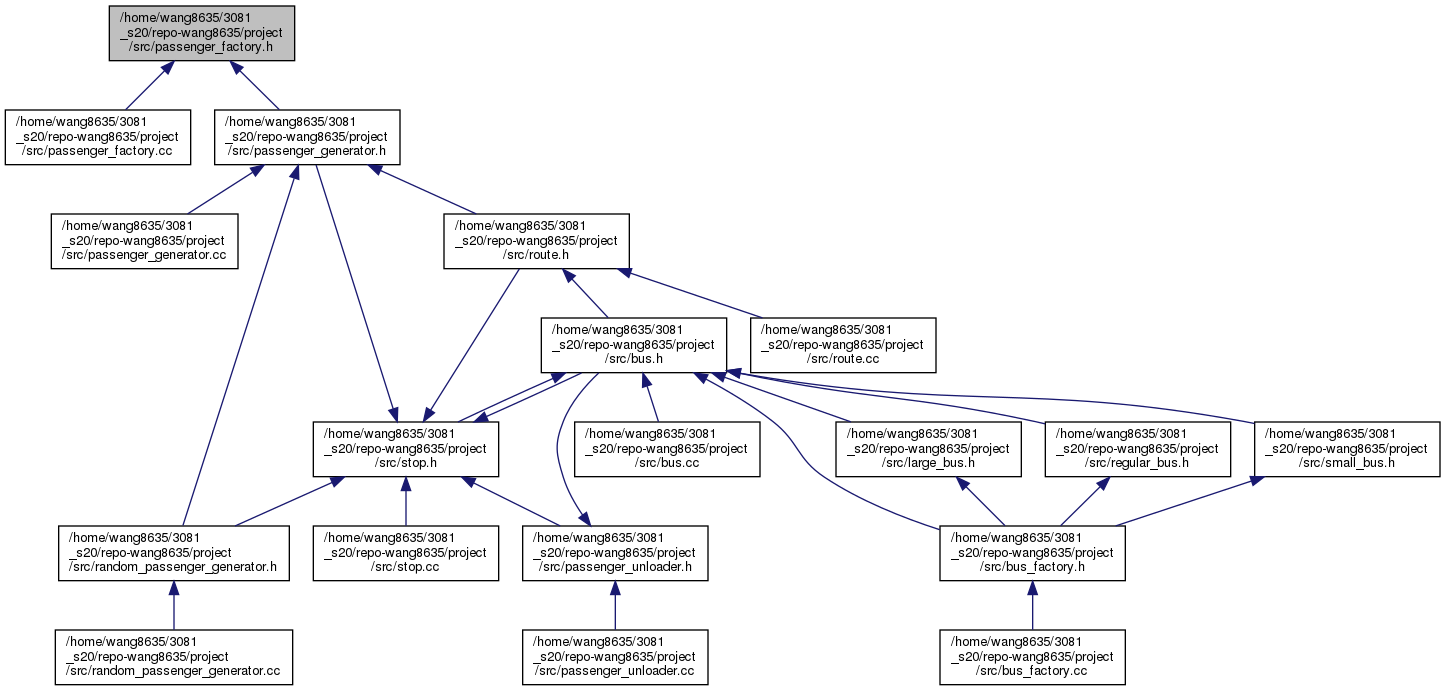 /home/wang8635/3081
_s20/repo-wang8635/project
/src/passenger_factory.h
/home/wang8635/3081
_s20/repo-wang8635/project
/src/passenger_factory.cc
/home/wang8635/3081
_s20/repo-wang8635/project
/src/passenger_generator.h
/home/wang8635/3081
_s20/repo-wang8635/project
/src/passenger_generator.cc
/home/wang8635/3081
_s20/repo-wang8635/project
/src/route.h
/home/wang8635/3081
_s20/repo-wang8635/project
/src/bus.h
/home/wang8635/3081
_s20/repo-wang8635/project
/src/route.cc
/home/wang8635/3081
_s20/repo-wang8635/project
/src/stop.h
/home/wang8635/3081
_s20/repo-wang8635/project
/src/bus.cc
/home/wang8635/3081
_s20/repo-wang8635/project
/src/large_bus.h
/home/wang8635/3081
_s20/repo-wang8635/project
/src/regular_bus.h
/home/wang8635/3081
_s20/repo-wang8635/project
/src/small_bus.h
/home/wang8635/3081
_s20/repo-wang8635/project
/src/random_passenger_generator.h
/home/wang8635/3081
_s20/repo-wang8635/project
/src/stop.cc
/home/wang8635/3081
_s20/repo-wang8635/project
/src/passenger_unloader.h
/home/wang8635/3081
_s20/repo-wang8635/project
/src/bus_factory.h
/home/wang8635/3081
_s20/repo-wang8635/project
/src/random_passenger_generator.cc
/home/wang8635/3081
_s20/repo-wang8635/project
/src/passenger_unloader.cc
/home/wang8635/3081
_s20/repo-wang8635/project
/src/bus_factory.cc